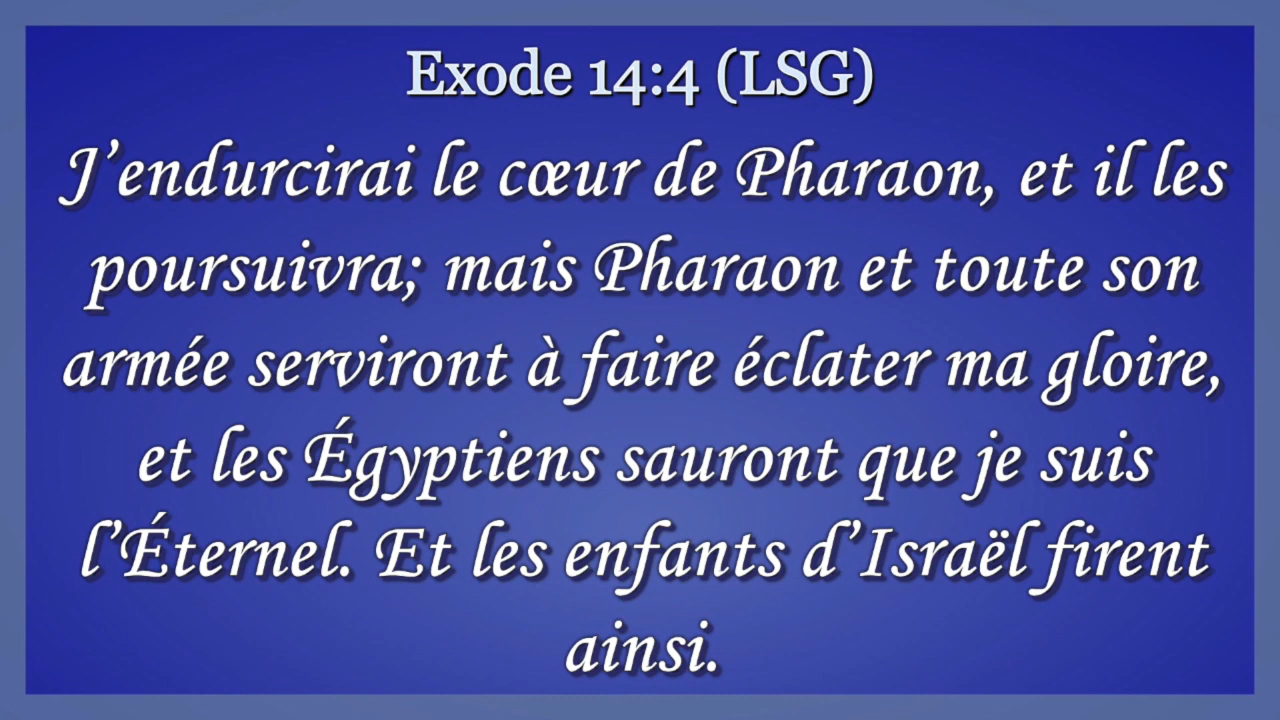 Exode 14:4 (LSG)
J’endurcirai le cœur de Pharaon, et il les
poursuivra; mais Pharaon et toute son
armée serviront à faire éclater ma gloire,
et les Égyptiens sauront que je suis
l’Éternel. Et les enfants d’Israël firent
ainsi.